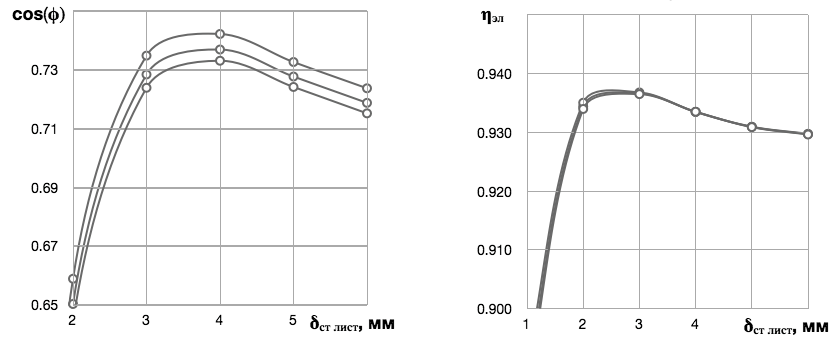 cos(ϕ)
0.73
0.71
0.69
0.67
0.65
2 3 4 5 δст лист, мм
ηэл
0.940
0.930
0.920
0.910
0.900
1 2 3 4 δст лист, мм